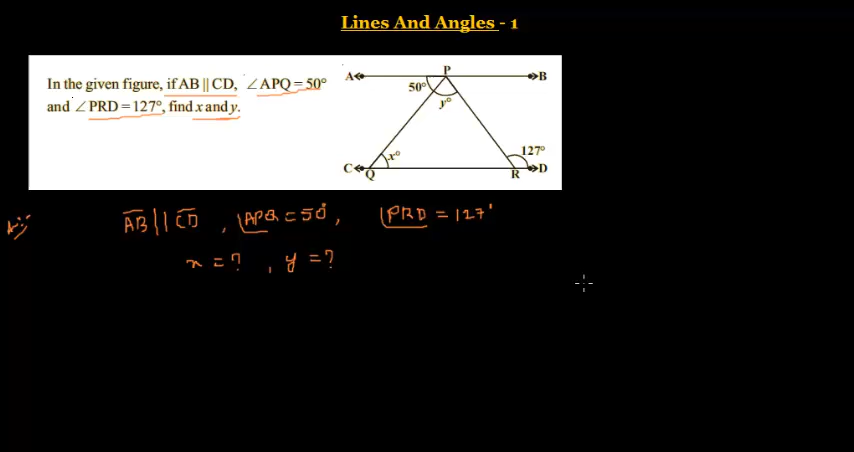 Lines And Angles - 1
In the given figure, if AB || CD, ∠APQ = 50°
and ∠PRD = 127°, find x and y.
A P B
50° y°
x° 127°
C Q R D
AB || CD , ∠APQ = 50°, ∠PRD = 127°
x = ? , y = ?